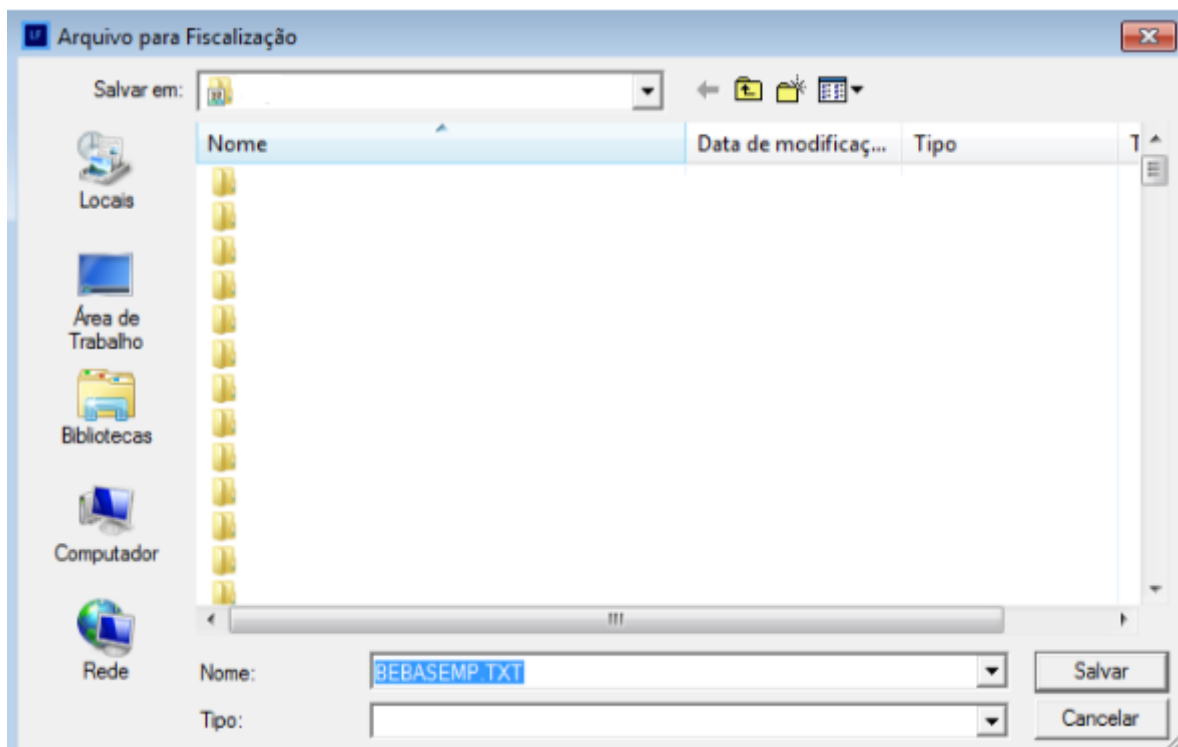 LF Arquivo para Fiscalização
Salvar em:
Nome Data de modificaç... Tipo T
Locais
Área de
Trabalho
Bibliotecas
Computador
Rede
Nome: BEBASEMP.TXT Salvar
Tipo: Cancelar